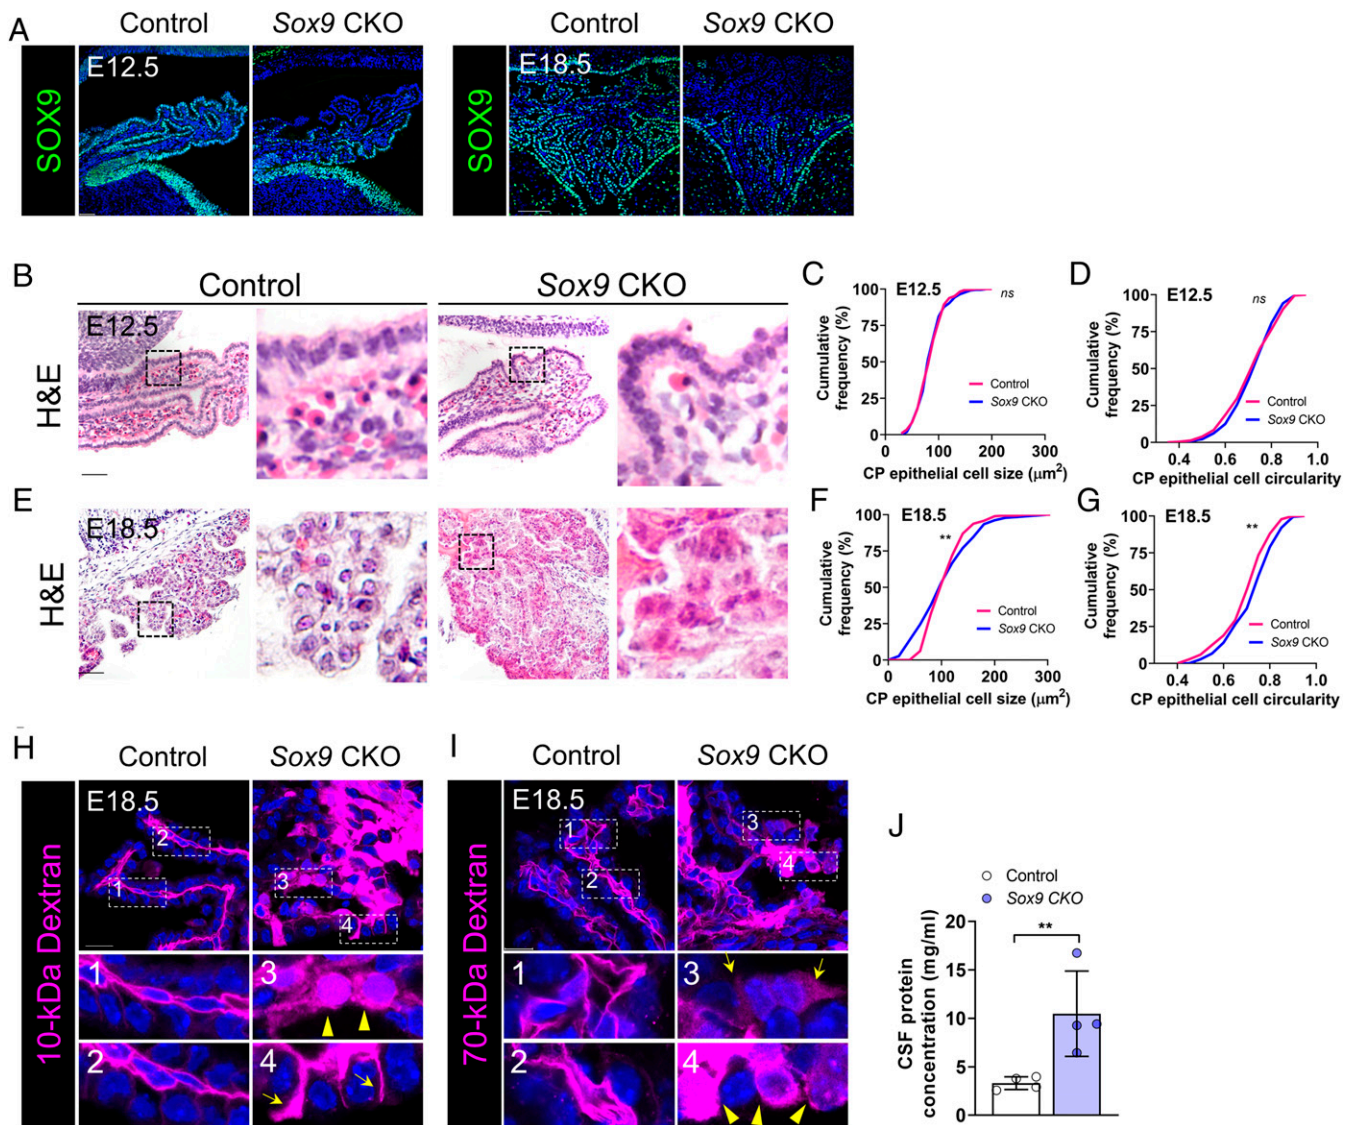 A
Control
Sox9 CKO
Control
Sox9 CKO
SOX9
E12.5
E18.5
B
Control
Sox9 CKO
H&E
E12.5
C
E12.5
ns
Cumulative
frequency (%)
100
75
50
25
0
Control
Sox9 CKO
0
100
200
300
CP epithelial cell size (μm²)
D
E12.5
ns
Cumulative
frequency (%)
100
75
50
25
0
Control
Sox9 CKO
0.4
0.6
0.8
1.0
CP epithelial cell circularity
E
H&E
E18.5
F
E18.5
**
Cumulative
frequency (%)
100
75
50
25
0
Control
Sox9 CKO
0
100
200
300
CP epithelial cell size (μm²)
G
E18.5
**
Cumulative
frequency (%)
100
75
50
25
0
Control
Sox9 CKO
0.4
0.6
0.8
1.0
CP epithelial cell circularity
H
Control
Sox9 CKO
10-kDa Dextran
E18.5
2
1
3
4
1
3
2
4
I
Control
Sox9 CKO
70-kDa Dextran
E18.5
1
2
3
4
1
3
2
4
J
Control
Sox9 CKO
**
CSF protein
concentration (mg/ml)
20
15
10
5
0